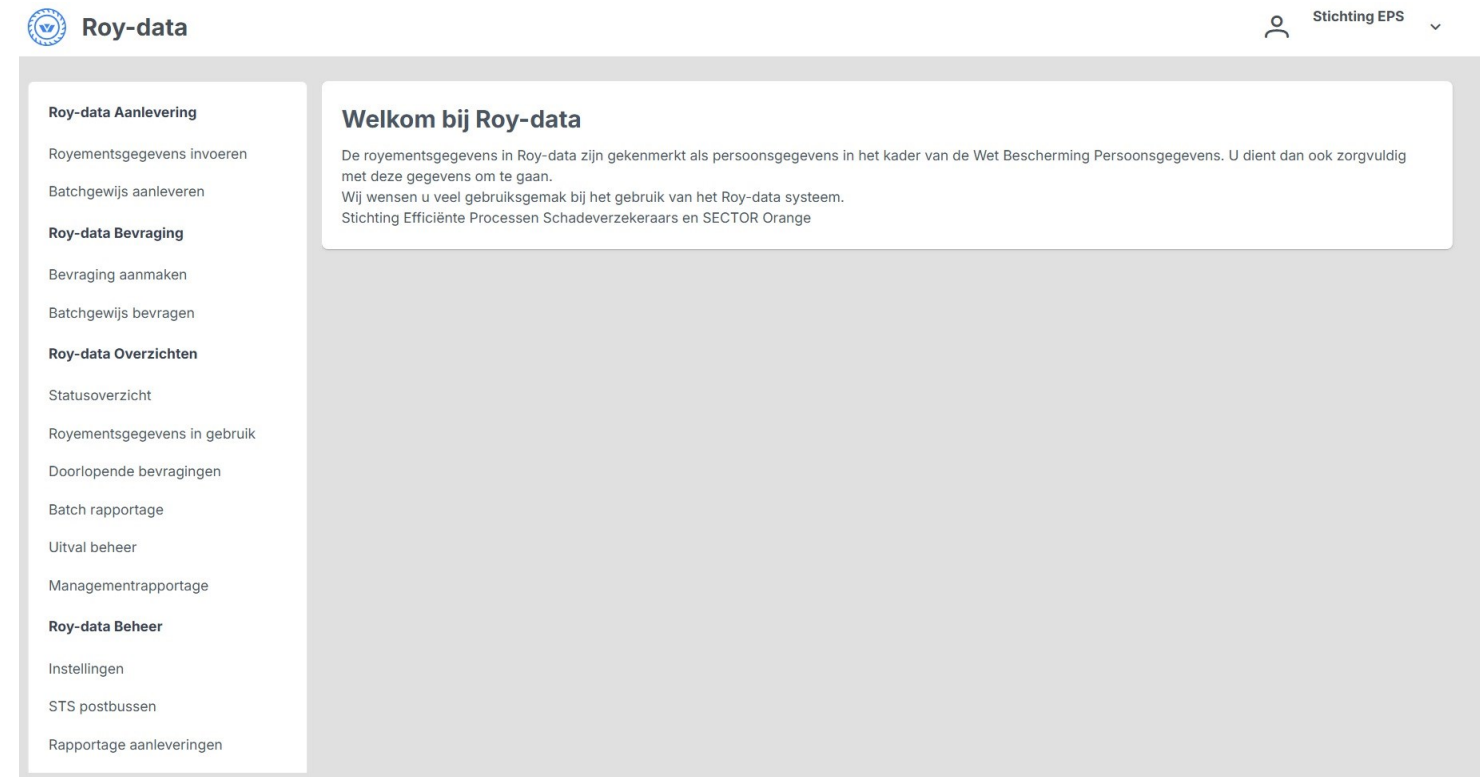 Roy-data
Stichting EPS
Roy-data Aanlevering
Royementsgegevens invoeren
Batchgewijs aanleveren
Roy-data Bevraging
Bevraging aanmaken
Batchgewijs bevragen
Roy-data Overzichten
Statusoverzicht
Royementsgegevens in gebruik
Doorlopende bevragingen
Batch rapportage
Uitval beheer
Managementrapportage
Roy-data Beheer
Instellingen
STS postbussen
Rapportage aanleveringen
Welkom bij Roy-data
De royementsgegevens in Roy-data zijn gekenmerkt als persoonsgegevens in het kader van de Wet Bescherming Persoonsgegevens. U dient dan ook zorgvuldig
met deze gegevens om te gaan.
Wij wensen u veel gebruiksgemak bij het gebruik van het Roy-data systeem.
Stichting Efficiënte Processen Schadeverzekeraars en SECTOR Orange